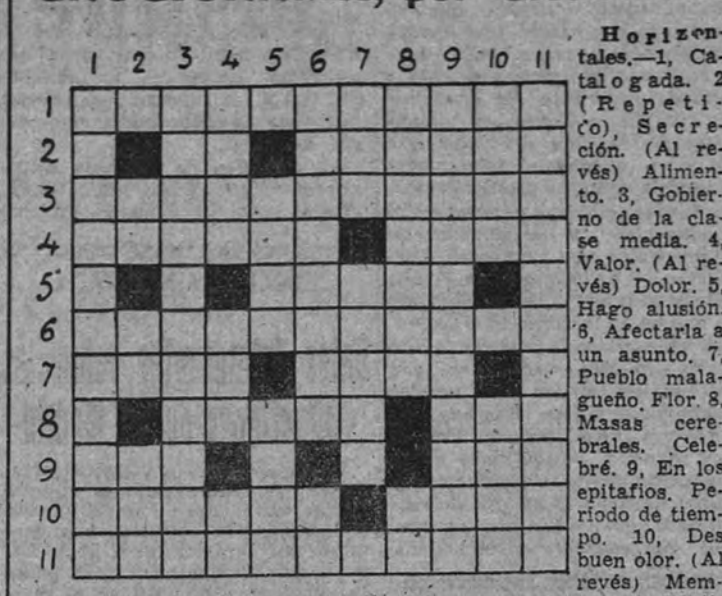 1 2 3 4 5 6 7 8 9 10 11
1
2
3
4
5
6
7
8
9
10
11
Horizon-
tales.—1, Ca-
talogada. 2
(Repeti-
co), Secre-
ción. (Al re-
vés) Alimen-
to. 3, Gobier-
no de la cla-
se media. 4,
Valor. (Al re-
vés) Dolor. 5,
Hago alusión.
6, Afectarla a
un asunto. 7,
Pueblo mala-
gueño. Flor. 8,
Masas cere-
brales. Cele-
bré. 9, En los
epitafios. Pe-
ríodo de tiem-
po. 10, Des
buen olor. (Al
revés) Mem-